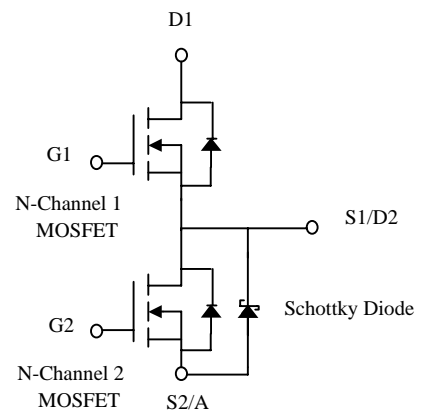 D1
G1
N-Channel 1
MOSFET
S1/D2
Schottky Diode
G2
N-Channel 2
MOSFET
S2/A